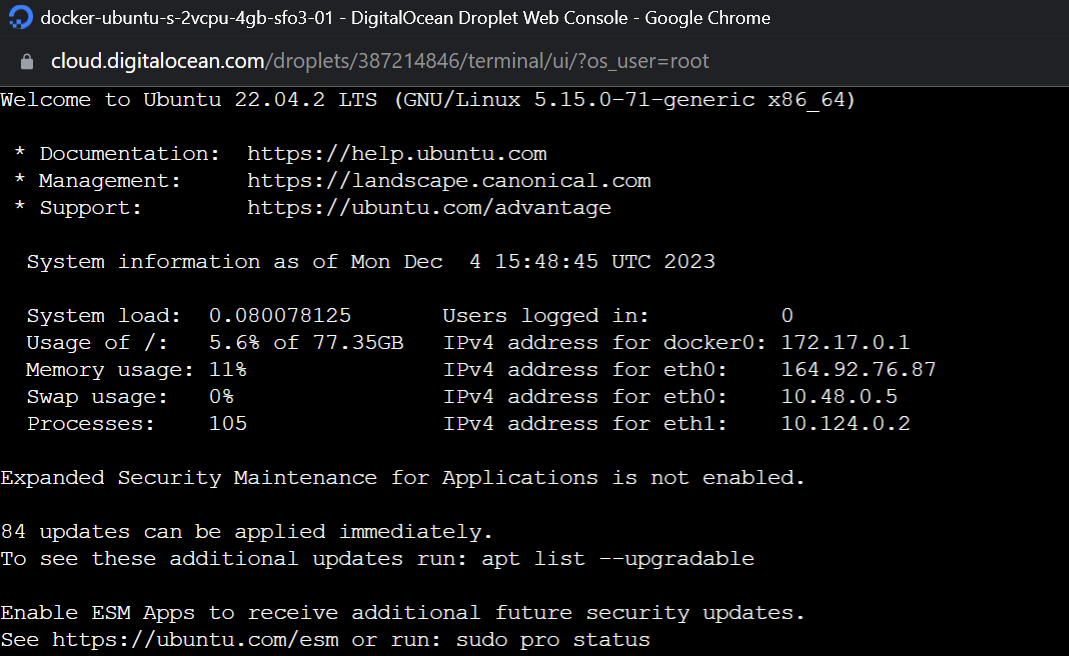 docker-ubuntu-s-2vcpu-4gb-sfo3-01 - DigitalOcean Droplet Web Console - Google Chrome
cloud.digitalocean.com/droplets/387214846/terminal/ui/?os_user=root
Welcome to Ubuntu 22.04.2 LTS (GNU/Linux 5.15.0-71-generic x86_64)
* Documentation:  https://help.ubuntu.com
* Management:     https://landscape.canonical.com
* Support:        https://ubuntu.com/advantage
System information as of Mon Dec  4 15:48:45 UTC 2023
System load:  0.080078125       Users logged in:          0
Usage of /:   5.6% of 77.35GB   IPv4 address for docker0: 172.17.0.1
Memory usage: 11%               IPv4 address for eth0:    164.92.76.87
Swap usage:   0%                IPv4 address for eth0:    10.48.0.5
Processes:    105               IPv4 address for eth1:    10.124.0.2
Expanded Security Maintenance for Applications is not enabled.
84 updates can be applied immediately.
To see these additional updates run: apt list --upgradable
Enable ESM Apps to receive additional future security updates.
See https://ubuntu.com/esm or run: sudo pro status